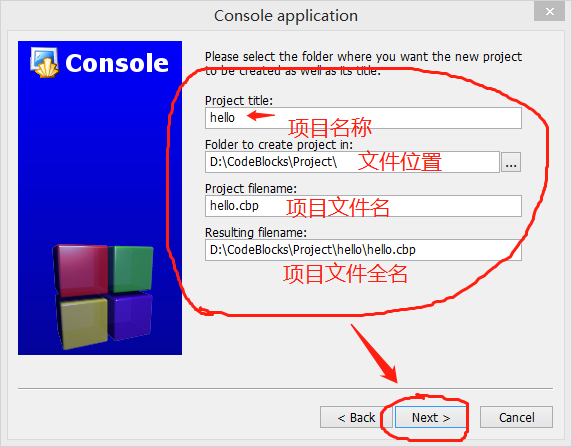 Console application
Console
Please select the folder where you want the new project
to be created as well as its title.
Project title:
hello
项目名称
Folder to create project in:
D:\CodeBlocks\Project\
文件位置
...
Project filename:
hello.cbp
项目文件名
Resulting filename:
D:\CodeBlocks\Project\hello\hello.cbp
项目文件全名
< Back
Next >
Cancel